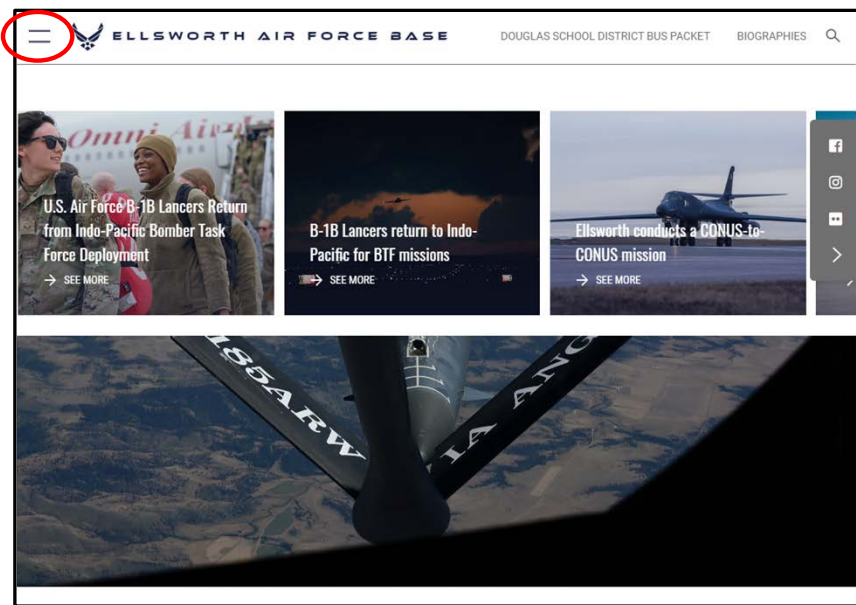 ELLSWORTH AIR FORCE BASE
DOUGLAS SCHOOL DISTRICT BUS PACKET
BIOGRAPHIES
Omni Air
U.S. Air Force B-1B Lancers Return
from Indo-Pacific Bomber Task
Force Deployment
SEE MORE
B-1B Lancers return to Indo-
Pacific for BTF missions
SEE MORE
Ellsworth conducts a CONUS-to-
CONUS mission
SEE MORE
185ARW
IA ANG